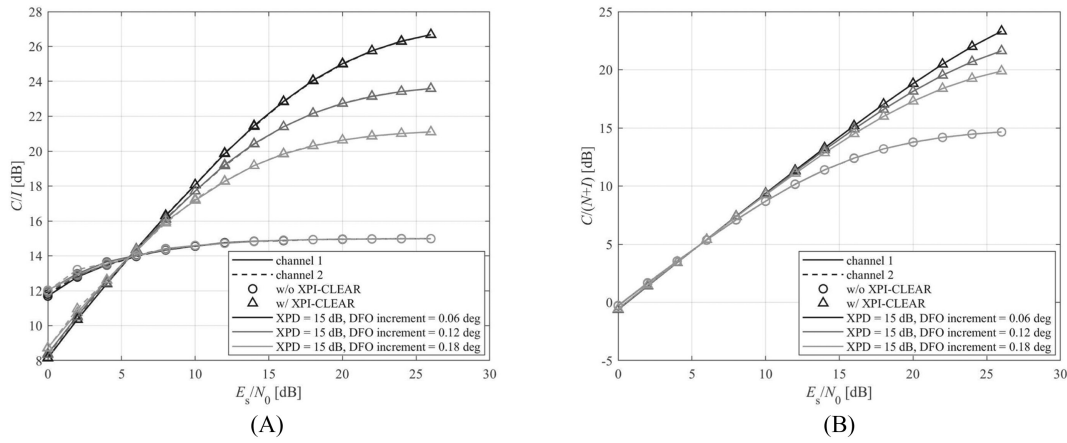 28
26
24
22
20
18
16
14
12
10
8
C/I [dB]
0 5 10 15 20 25 30
E_s/N_0 [dB]
channel 1
channel 2
w/o XPI-CLEAR
w/ XPI-CLEAR
XPD = 15 dB, DFO increment = 0.06 deg
XPD = 15 dB, DFO increment = 0.12 deg
XPD = 15 dB, DFO increment = 0.18 deg
(A)
25
20
15
10
5
0
-5
C/(N+I) [dB]
0 5 10 15 20 25 30
E_s/N_0 [dB]
channel 1
channel 2
w/o XPI-CLEAR
w/ XPI-CLEAR
XPD = 15 dB, DFO increment = 0.06 deg
XPD = 15 dB, DFO increment = 0.12 deg
XPD = 15 dB, DFO increment = 0.18 deg
(B)